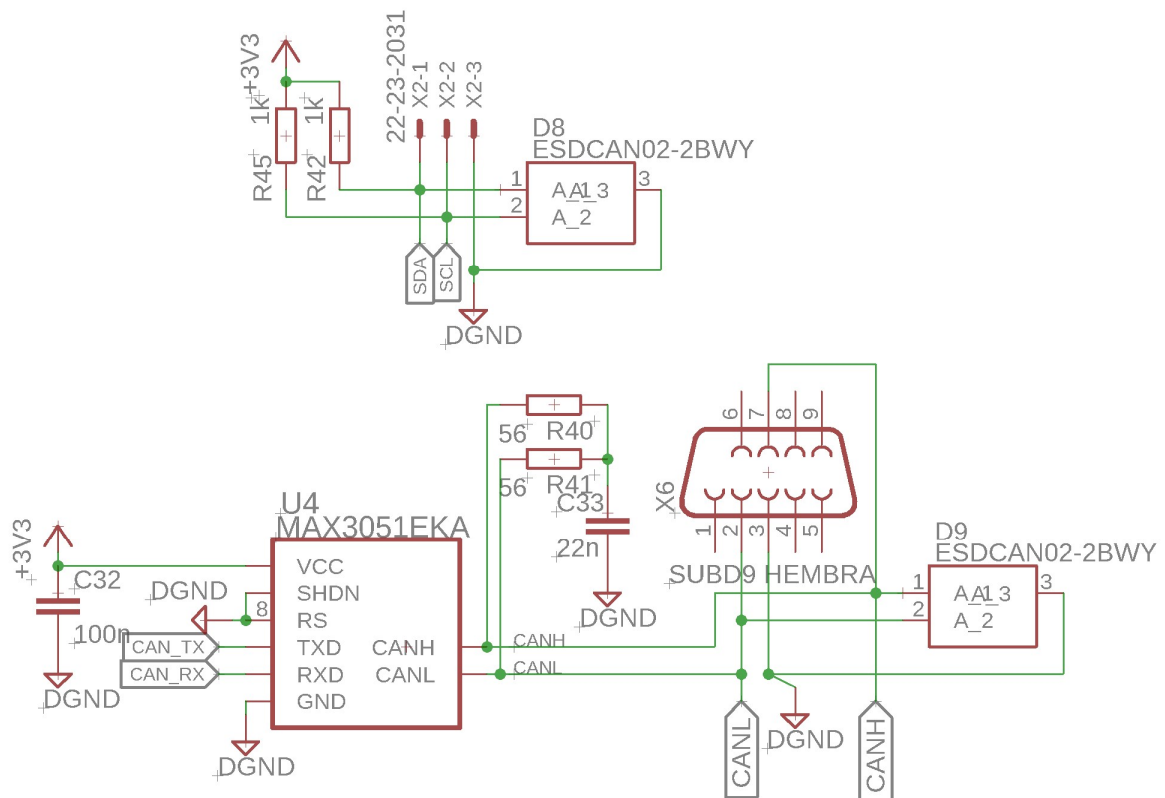 +3V3
1k
1k
R45
R42
22-23-2031
X2-1
X2-2
X2-3
D8
ESDCAN02-2BWY
1
2
3
A_1
A_3
A_2
SDA
SCL
DGND
56
R40
56
R41
C33
22n
DGND
6
7
8
9
X6
1
2
3
4
5
SUBD9 HEMBRA
D9
ESDCAN02-2BWY
1
2
3
A_1
A_3
A_2
U4
MAX3051EKA
+3V3
C32
100n
DGND
DGND
8
VCC
SHDN
RS
TXD
RXD
GND
CANH
CANL
CAN_TX
CAN_RX
DGND
CANH
CANL
CANL
DGND
CANH